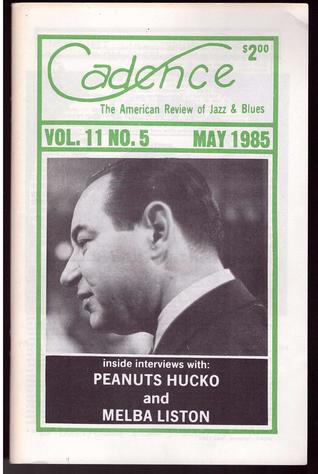 $2.00
Cadence
The American Review of Jazz & Blues
VOL. 11 NO. 5 MAY 1985
inside interviews with:
PEANUTS HUCKO
and
MELBA LISTON